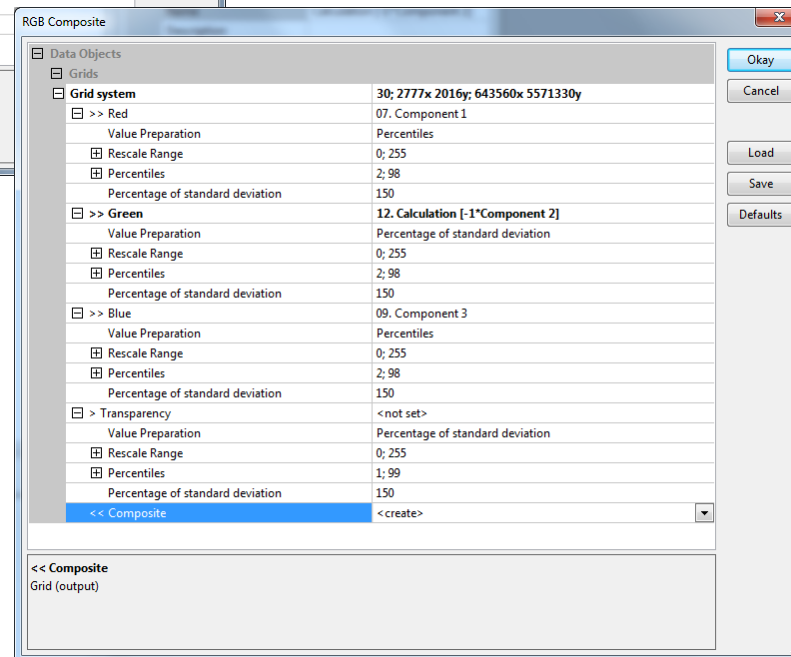 RGB Composite
Data Objects
Grids
Grid system 30; 2777x 2016y; 643560x 5571330y
>> Red 07. Component 1
Value Preparation Percentiles
Rescale Range 0; 255
Percentiles 2; 98
Percentage of standard deviation 150
>> Green 12. Calculation [-1*Component 2]
Value Preparation Percentage of standard deviation
Rescale Range 0; 255
Percentiles 2; 98
Percentage of standard deviation 150
>> Blue 09. Component 3
Value Preparation Percentiles
Rescale Range 0; 255
Percentiles 2; 98
Percentage of standard deviation 150
> Transparency <not set>
Value Preparation Percentage of standard deviation
Rescale Range 0; 255
Percentiles 1; 99
Percentage of standard deviation 150
<< Composite <create>
Okay
Cancel
Load
Save
Defaults
<< Composite
Grid (output)